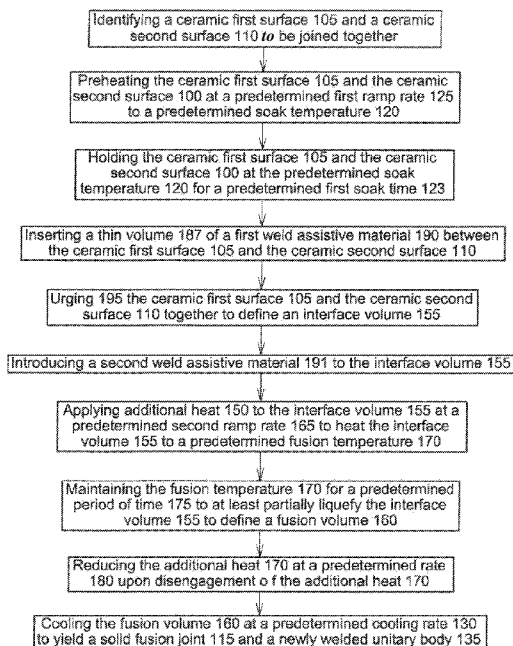 Identifying a ceramic first surface 105 and a ceramic
second surface 110 to be joined together
Preheating the ceramic first surface 105 and the ceramic
second surface 100 at a predetermined first ramp rate 125
to a predetermined soak temperature 120
Holding the ceramic first surface 105 and the ceramic
second surface 100 at the predetermined soak
temperature 120 for a predetermined first soak time 123
Inserting a thin volume 187 of a first weld assistive material 190 between
the ceramic first surface 105 and the ceramic second surface 110
Urging 195 the ceramic first surface 105 and the ceramic second
surface 110 together to define an interface volume 155
Introducing a second weld assistive material 191 to the interface volume 155
Applying additional heat 150 to the interface volume 155 at a
predetermined second ramp rate 165 to heat the interface
volume 155 to a predetermined fusion temperature 170
Maintaining the fusion temperature 170 for a predetermined
period of time 175 to at least partially liquefy the interface
volume 155 to define a fusion volume 160
Reducing the additional heat 170 at a predetermined rate
180 upon disengagement o f the additional heat 170
Cooling the fusion volume 160 at a predetermined cooling rate 130
to yield a solid fusion joint 115 and a newly welded unitary body 135